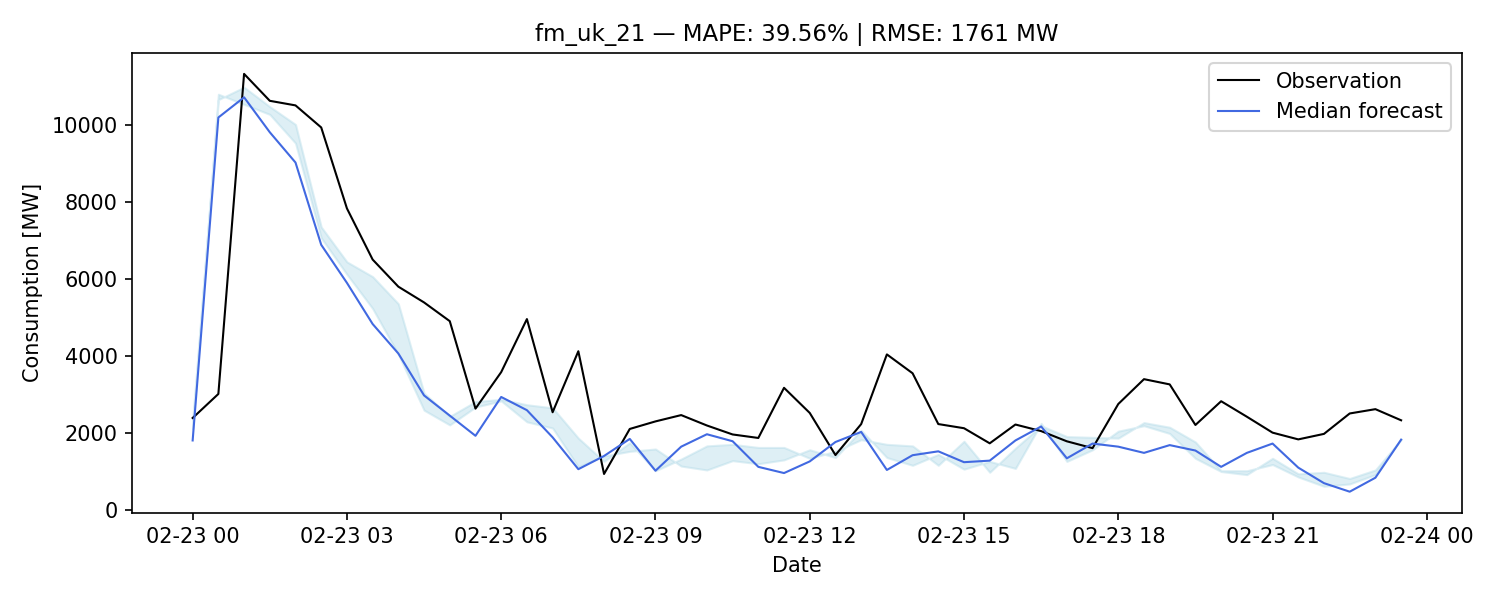 fm_uk_21 — MAPE: 39.56% | RMSE: 1761 MW
Observation
Median forecast
Consumption [MW]
10000
8000
6000
4000
2000
0
02-23 00 02-23 03 02-23 06 02-23 09 02-23 12 02-23 15 02-23 18 02-23 21 02-24 00
Date